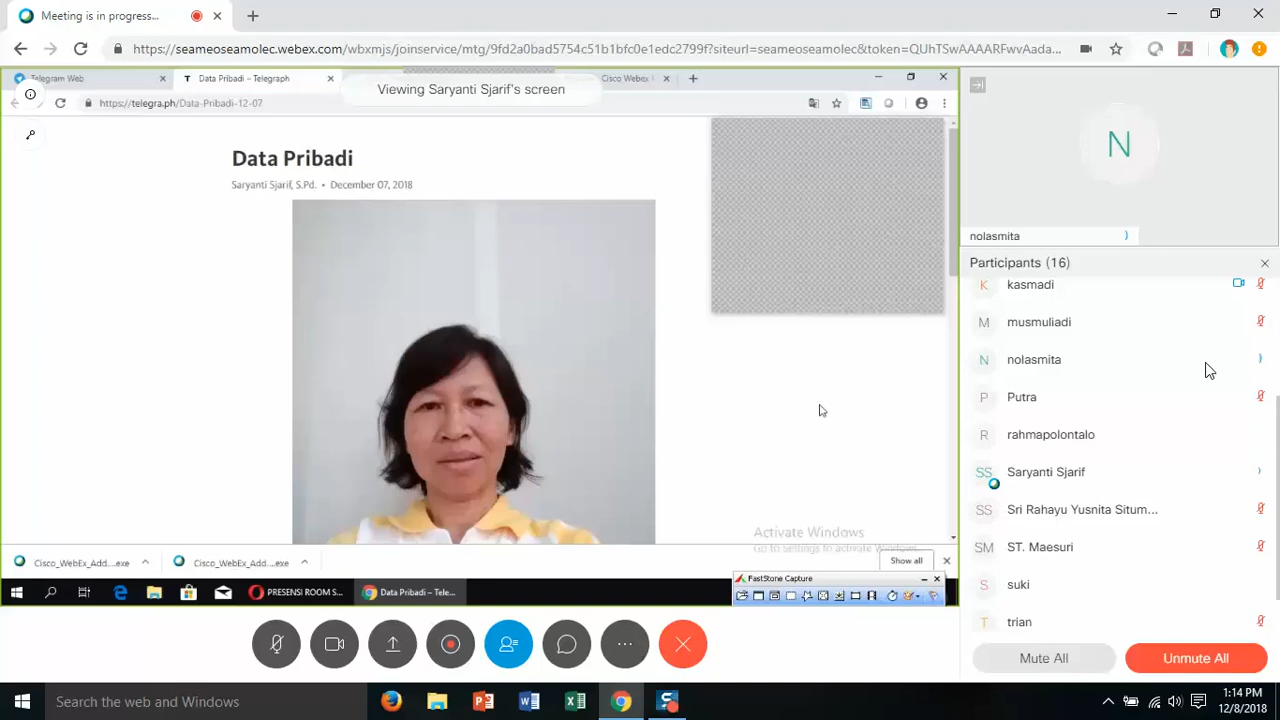 Meeting is in progress...
https://seameoseamolec.webex.com/wbxmjs/joinservice/mtg/9fd2a0bad5754c51b1bfc0e1edc2799f?siteurl=seameoseamolec&token=QUhTSwAAAARFwvAada...
Telegram Web
Data Pribadi – Telegraph
Cisco Webex
Viewing Saryanti Sjarif's screen
https://telegra.ph/Data-Pribadi-12-07
Data Pribadi
Saryanti Sjarif, S.Pd. • December 07, 2018
N
nolasmita
Participants (16)
K kasmadi
M musmuliadi
N nolasmita
P Putra
R rahmapolontalo
SS Saryanti Sjarif
SS Sri Rahayu Yusnita Situm...
SM ST. Maesuri
S suki
T trian
Mute All
Unmute All
Activate Windows
Go to Settings to activate Windows.
Cisco_WebEx_Add....exe
Cisco_WebEx_Add....exe
Show all
FastStone Capture
PRESENSI ROOM S...
Data Pribadi – Tele...
Search the web and Windows
1:14 PM
12/8/2018